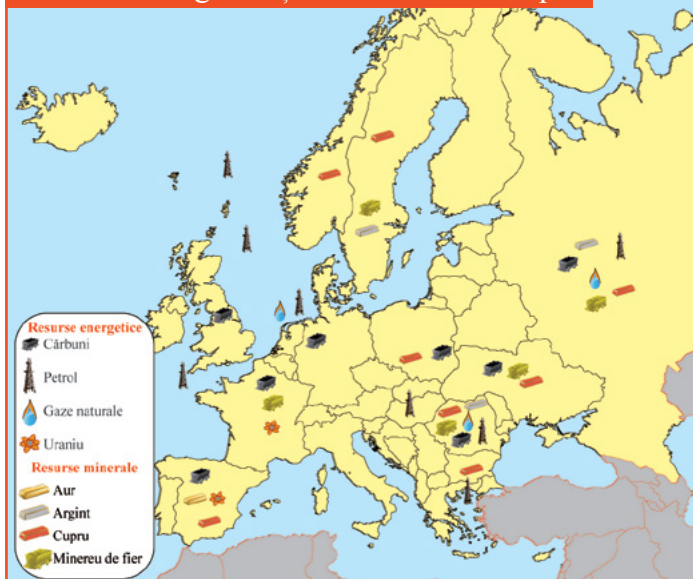 Resurse energetice
Cărbuni
Petrol
Gaze naturale
Uraniu
Resurse minerale
Aur
Argint
Cupru
Minereu de fier